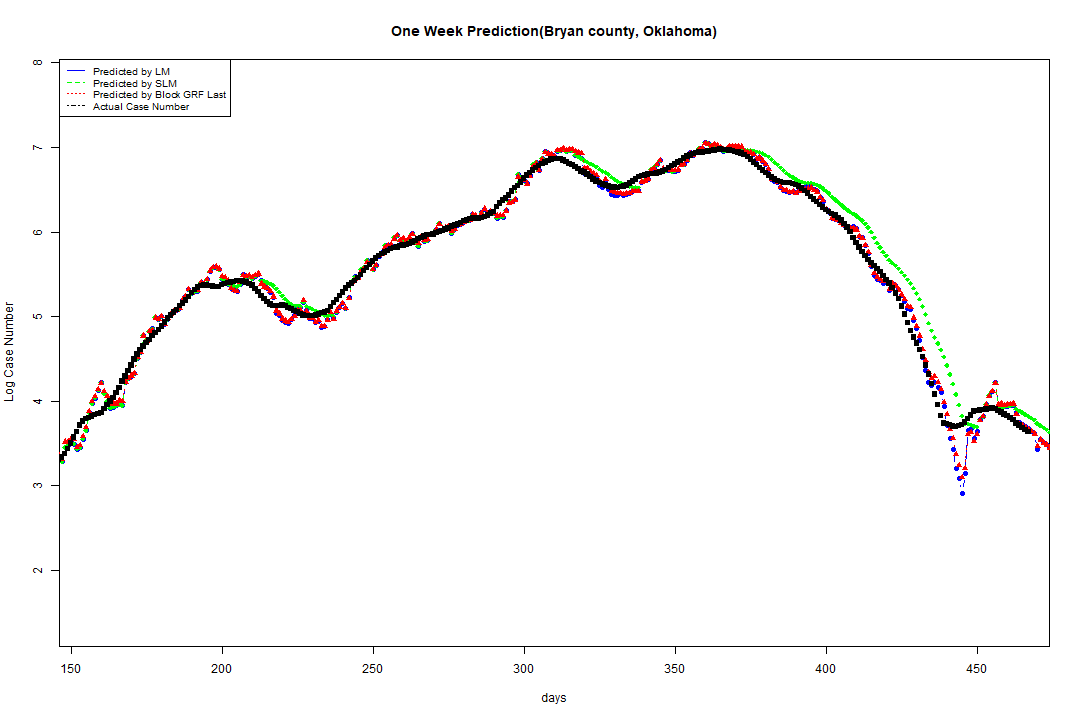 One Week Prediction(Bryan county, Oklahoma)
Predicted by LM
Predicted by SLM
Predicted by Block GRF Last
Actual Case Number
8
7
6
5
4
3
2
Log Case Number
150 200 250 300 350 400 450
days